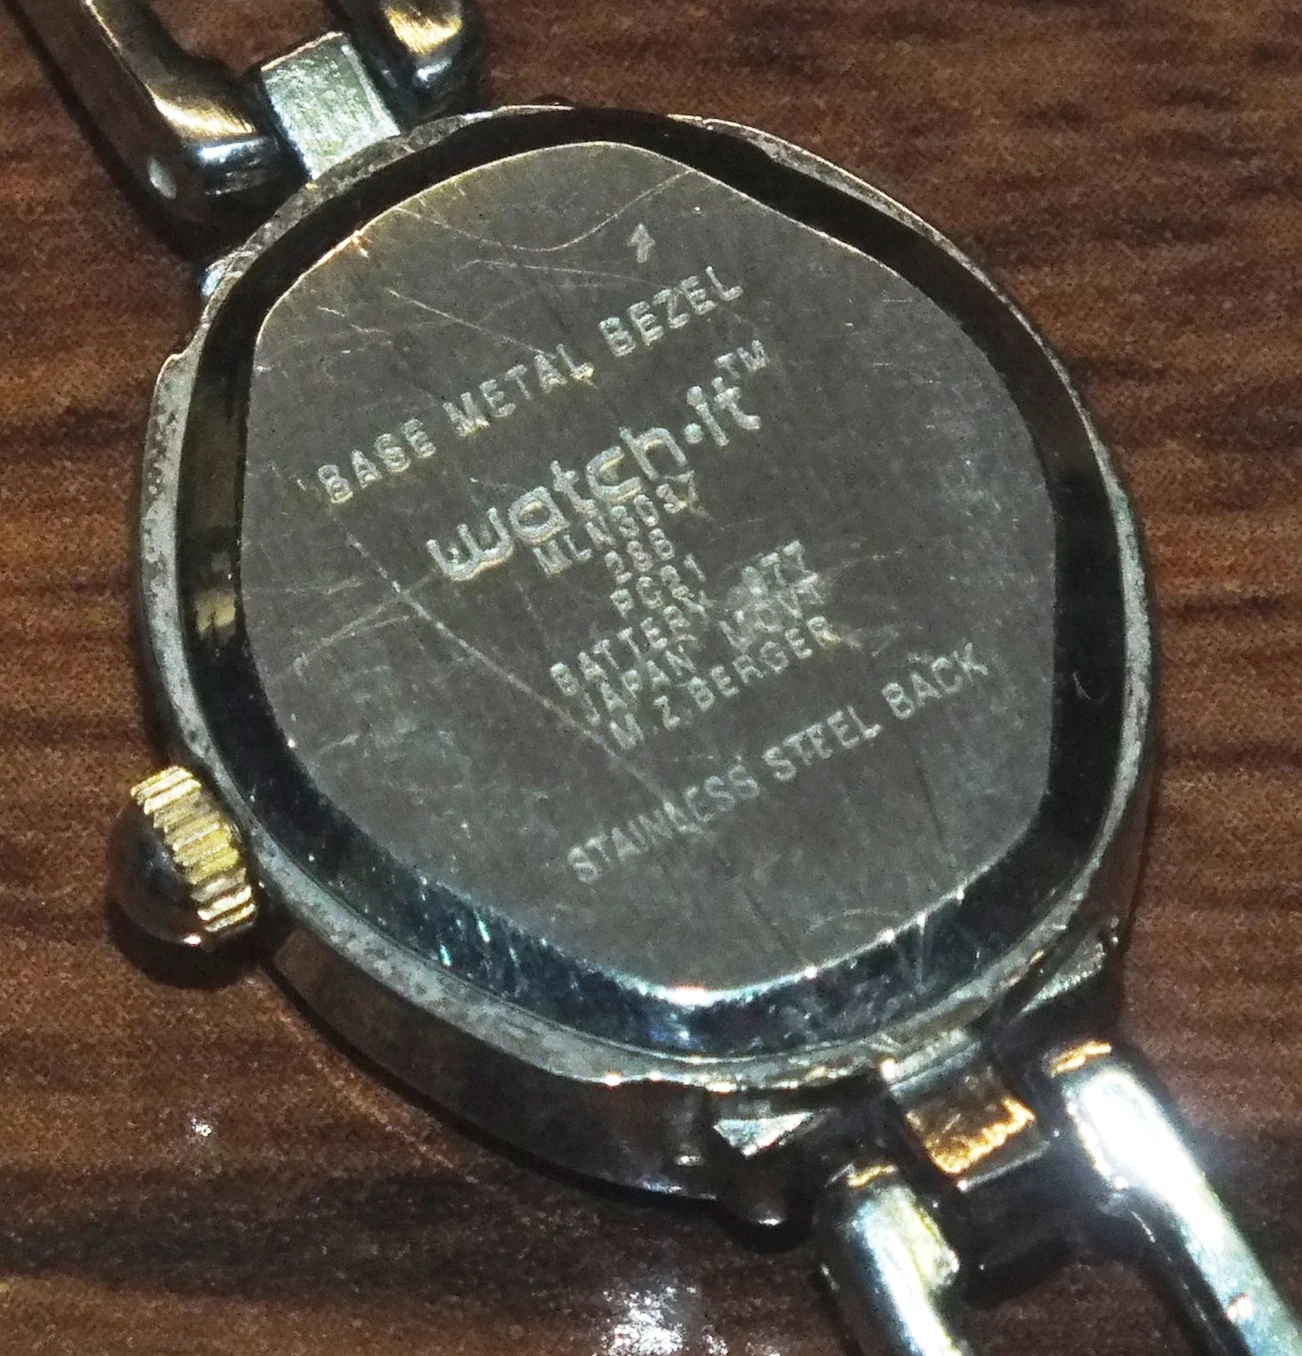 BASE METAL BEZEL
watch·it™
PC21
BATTERY 377
JAPAN MOVT
M.Z.BERGER
STAINLESS STEEL BACK